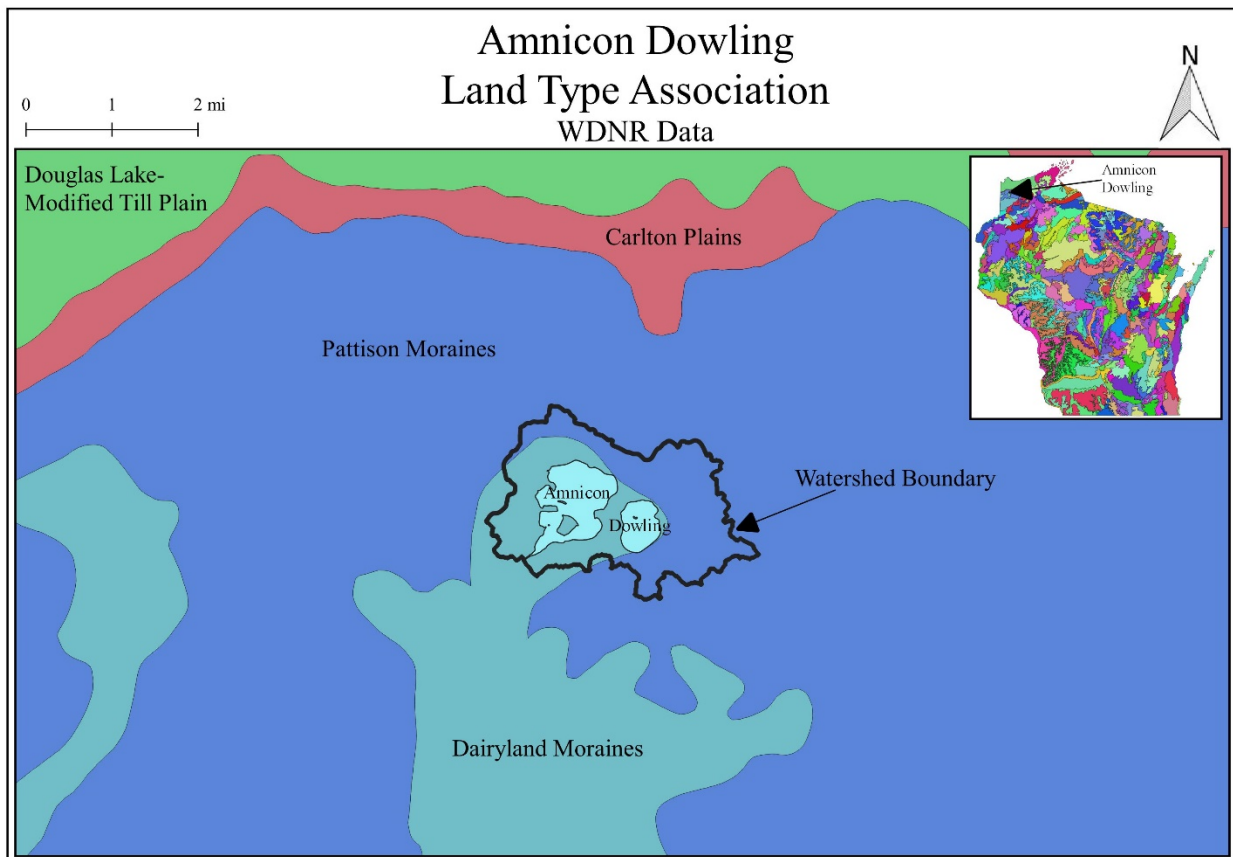 Amnicon Dowling
Land Type Association
WDNR Data
0 1 2 mi
N
Douglas Lake-
Modified Till Plain
Amnicon
Dowling
Carlton Plains
Pattison Moraines
Watershed Boundary
Amnicon
Dowling
Dairyland Moraines